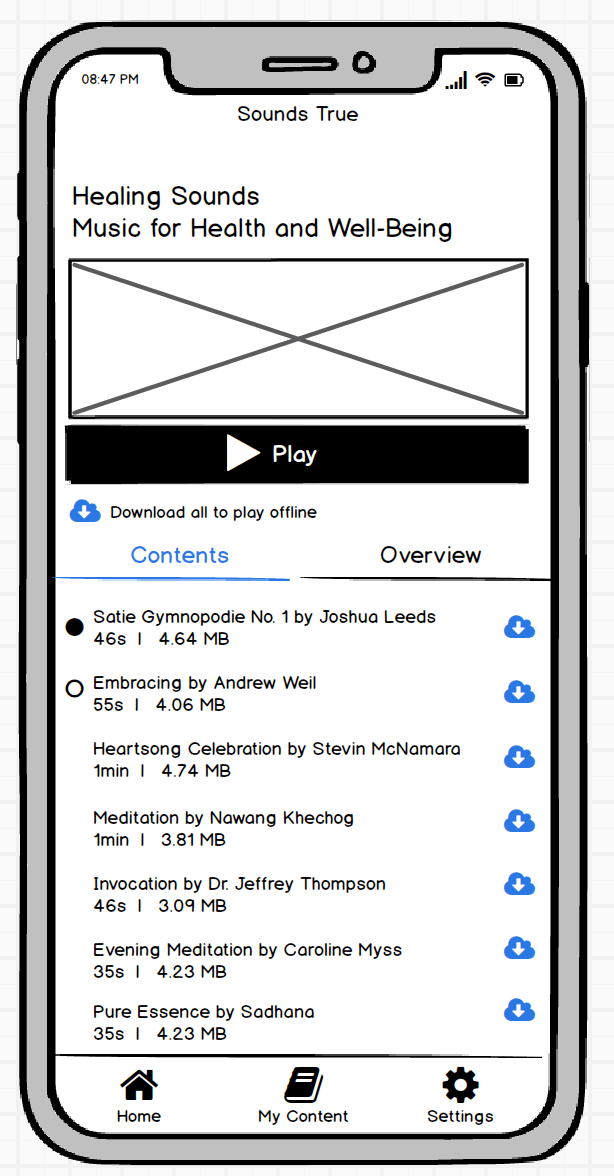 08:47 PM
Sounds True
Healing Sounds
Music for Health and Well-Being
Play
Download all to play offline
Contents
Overview
Satie Gymnopodie No. 1 by Joshua Leeds
46s | 4.64 MB
Embracing by Andrew Weil
55s | 4.06 MB
Heartsong Celebration by Stevin McNamara
1min | 4.74 MB
Meditation by Nawang Khechog
1min | 3.81 MB
Invocation by Dr. Jeffrey Thompson
46s | 3.09 MB
Evening Meditation by Caroline Myss
35s | 4.23 MB
Pure Essence by Sadhana
35s | 4.23 MB
Home
My Content
Settings